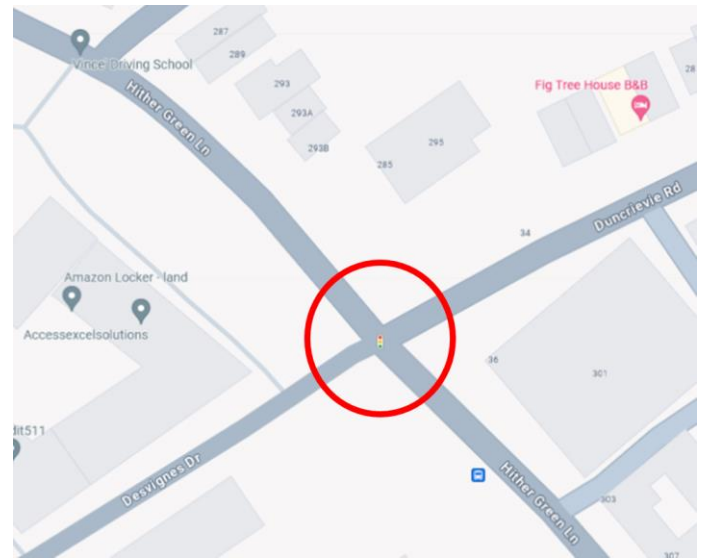 287
289
Vince' Driving School
Hither Green Ln
293
293A
293B
285
295
Fig Tree House B&B
28
Duncrievie Rd
34
Amazon Locker - land
Accessexcelsolutions
36
301
dit511
Desvignes Dr
Hither Green Ln
303
307